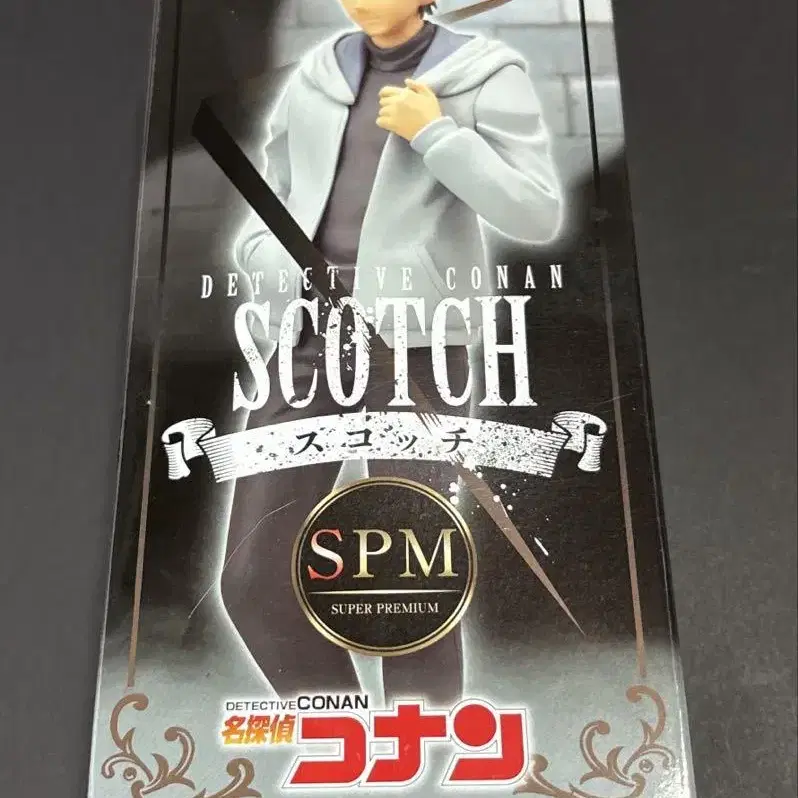 DETECTIVE CONAN
SCOTCH
スコッチ
SPM
SUPER PREMIUM
DETECTIVE CONAN
名探偵コナン